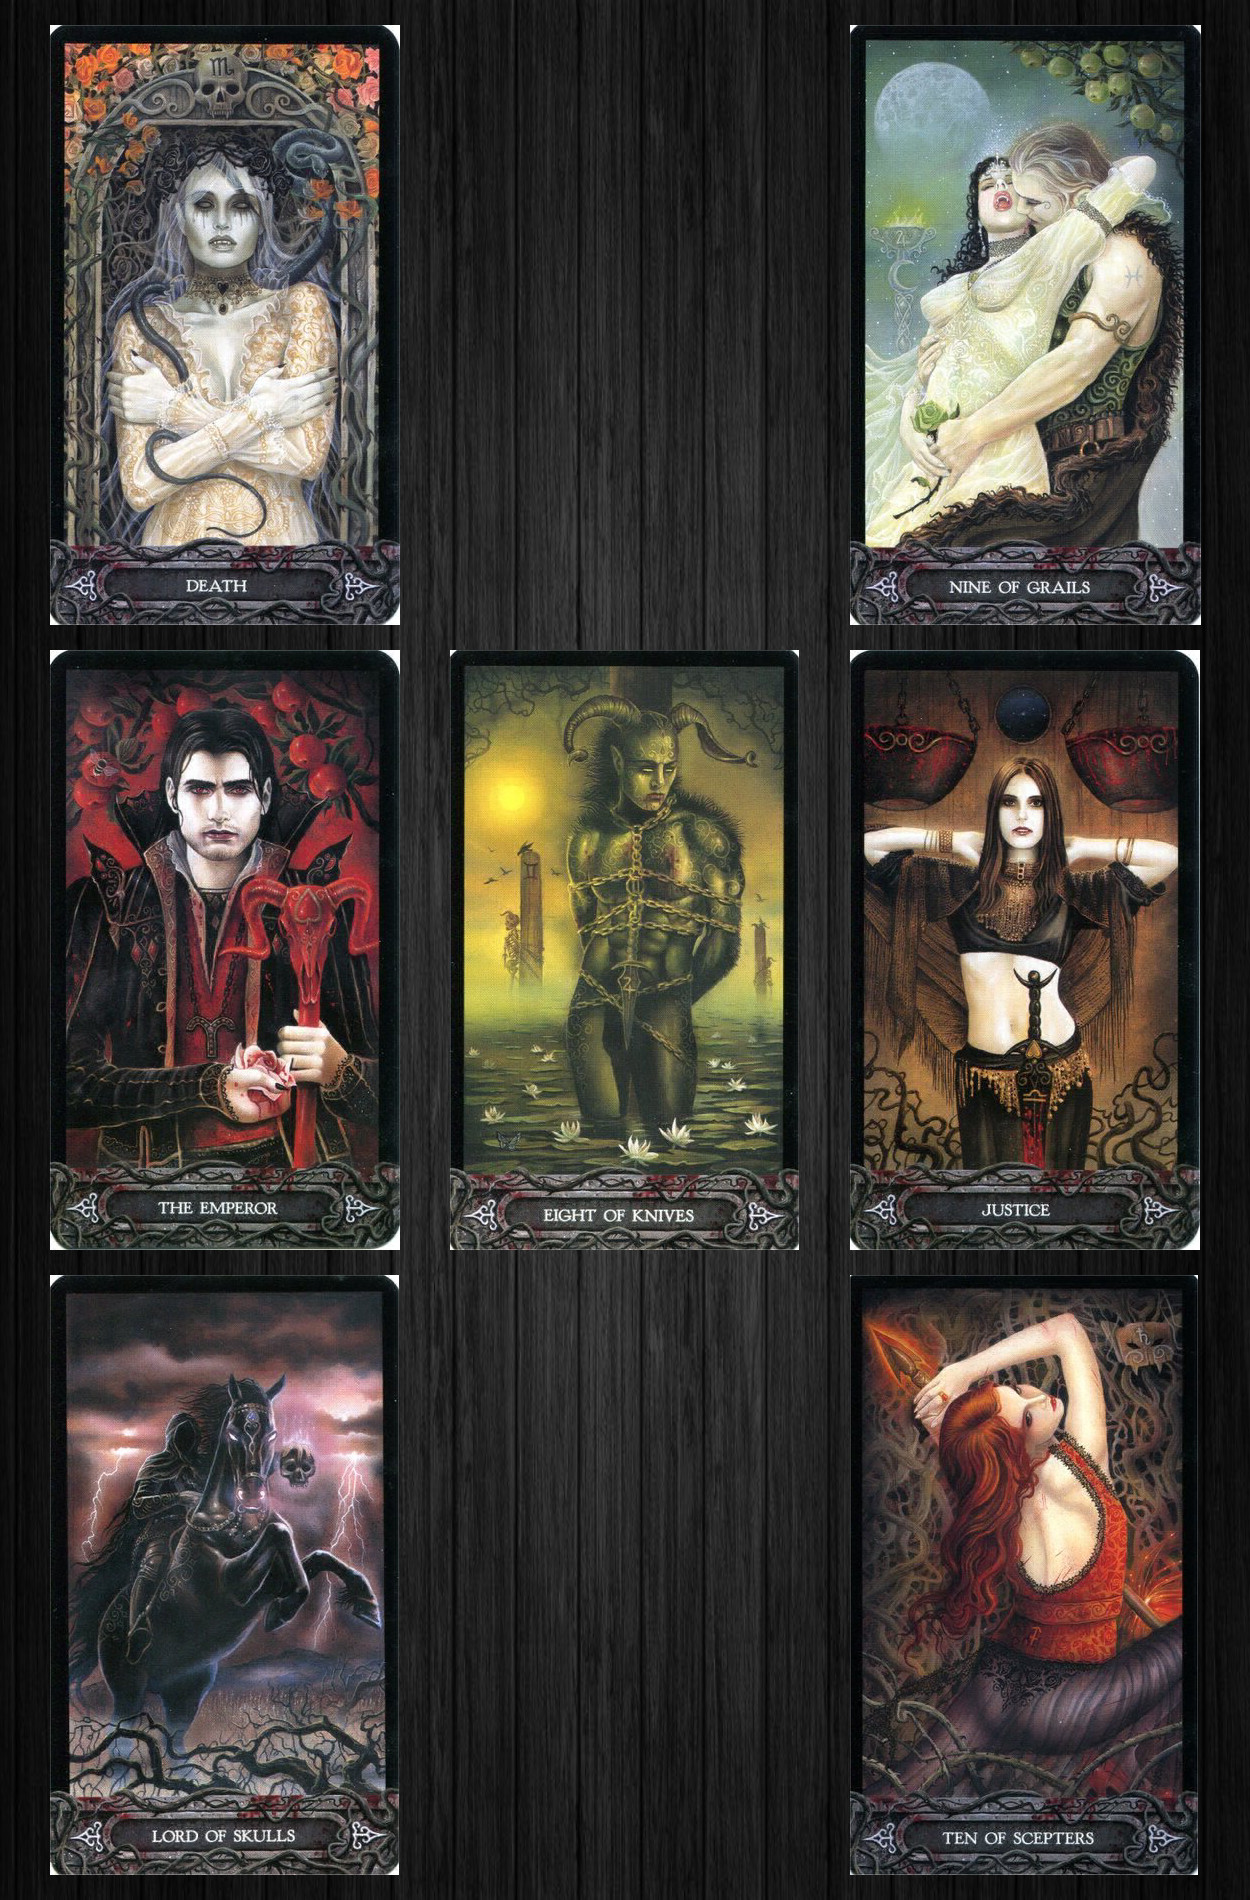 DEATH
NINE OF GRAILS
THE EMPEROR
EIGHT OF KNIVES
JUSTICE
LORD OF SKULLS
TEN OF SCEPTERS